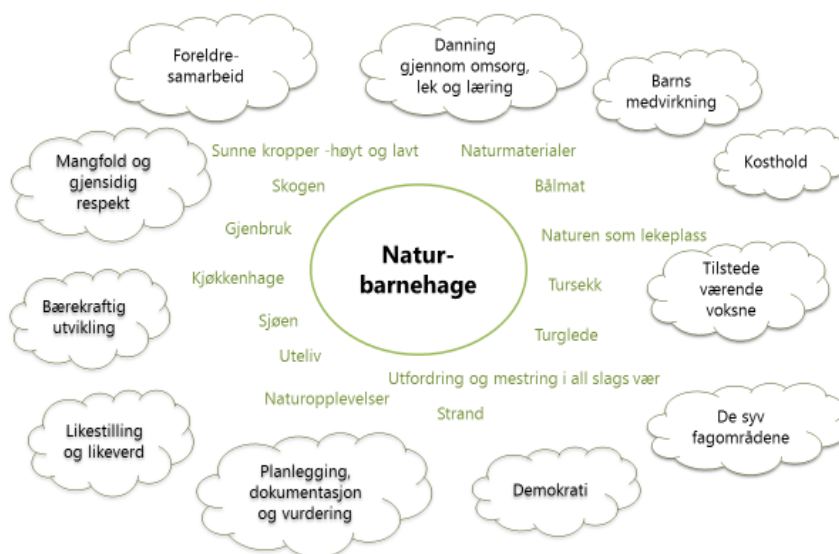 Foreldre-
samarbeid
Danning
gjennom omsorg,
lek og læring
Barns
medvirkning
Kosthold
Mangfold og
gjensidig
respekt
Sunne kropper -høyt og lavt
Naturmaterialer
Skogen
Bålmat
Gjenbruk
Naturen som lekeplass
Natur-
barnehage
Kjøkkenhage
Tursekk
Tilstede
værende
voksne
Bærekraftig
utvikling
Sjøen
Turglede
Uteliv
Utfordring og mestring i all slags vær
Naturopplevelser
Strand
Likestilling
og likeverd
De syv
fagområdene
Planlegging,
dokumentasjon
og vurdering
Demokrati